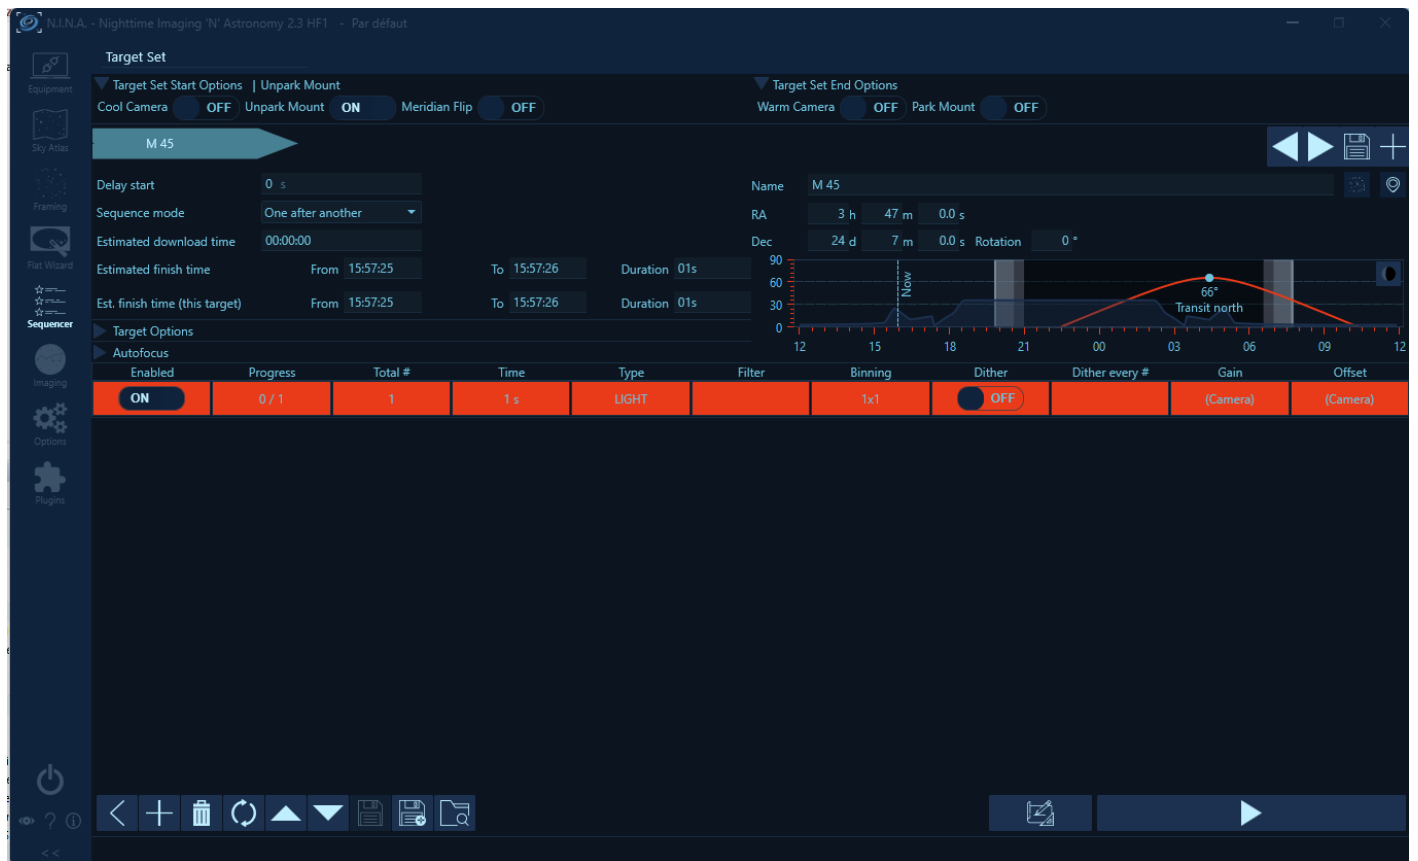 N.I.N.A. - Nighttime Imaging 'N' Astronomy 2.3 HF1 - Par défaut
Target Set
Equipment
Sky Atlas
Framing
Flat Wizard
Sequencer
Imaging
Options
Plugins
Target Set Start Options | Unpark Mount
Cool Camera OFF Unpark Mount ON Meridian Flip OFF
Target Set End Options
Warm Camera OFF Park Mount OFF
M 45
Delay start 0 s
Sequence mode One after another
Estimated download time 00:00:00
Estimated finish time From 15:57:25 To 15:57:26 Duration 01s
Est. finish time (this target) From 15:57:25 To 15:57:26 Duration 01s
Target Options
Autofocus
Name M 45
RA 3 h 47 m 0.0 s
Dec 24 d 7 m 0.0 s Rotation 0 °
90
60
30
0
Now
66°
Transit north
12 15 18 21 00 03 06 09 12
Enabled Progress Total # Time Type Filter Binning Dither Dither every # Gain Offset
ON 0 / 1 1 1 s LIGHT 1x1 OFF (Camera) (Camera)
<<